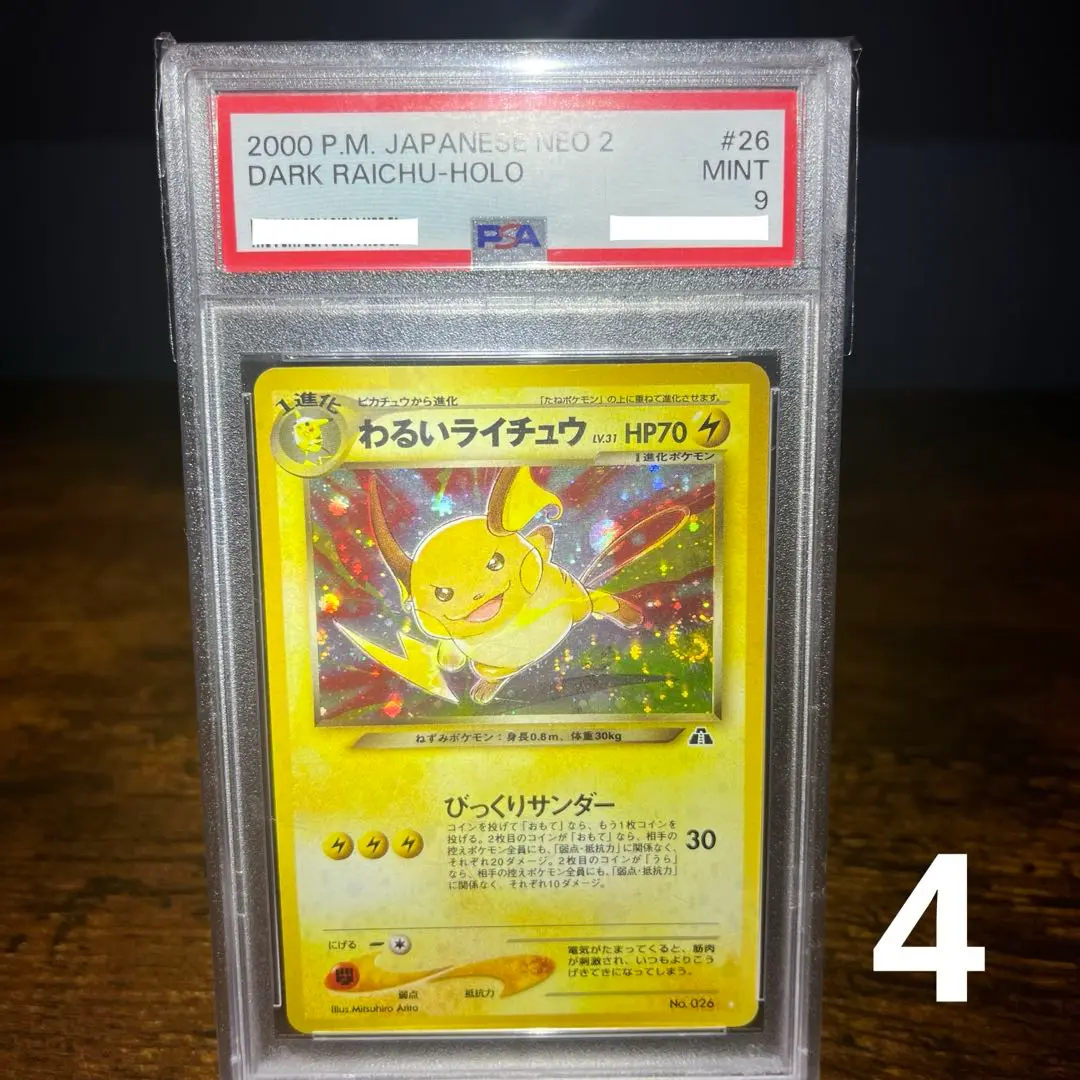 2000 P.M. JAPANESE NEO 2 #26
DARK RAICHU-HOLO MINT
9
PSA
1進化
ピカチュウから進化 「たねポケモン」の上に重ねて進化させます。
わるいライチュウ LV.31 HP70
1進化ポケモン
ねずみポケモン:身長0.8m、体重30kg
びっくりサンダー
コインを投げて「おもて」なら、もう1枚コインを
投げる。2枚目のコインが「おもて」なら、相手の
控えポケモン全員にも、「弱点・抵抗力」に関係なく、
それぞれ20ダメージ。2枚目のコインが「うら」
なら、相手の控えポケモン全員にも、「弱点・抵抗力」
に関係なく、それぞれ10ダメージ。
30
にげる
弱点 抵抗力
電気がたまってくると、筋肉
が刺激され、いつもよりこう
げきてきになってしまう。
Illus.Mitsuhiro Arita
No.026
4